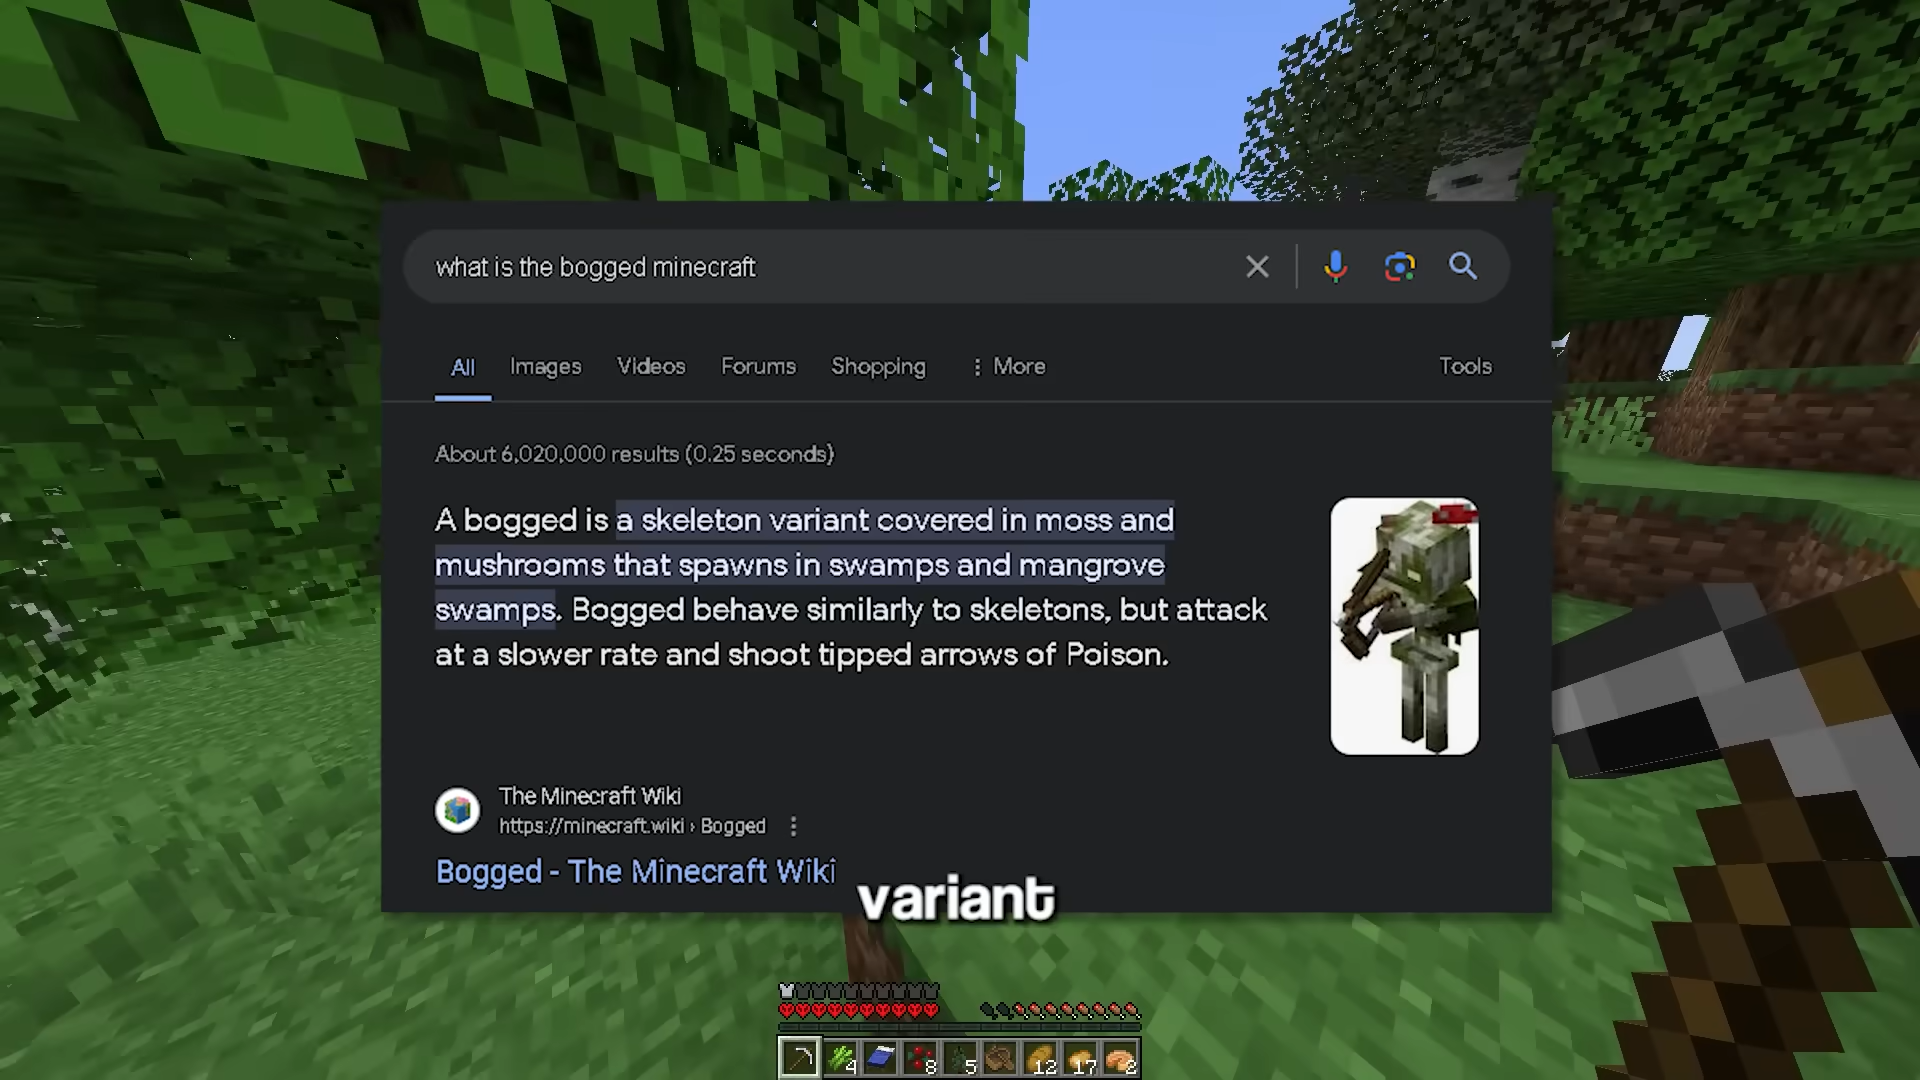 what is the bogged minecraft
All Images Videos Forums Shopping More Tools
About 6,020,000 results (0.25 seconds)
A bogged is a skeleton variant covered in moss and
mushrooms that spawns in swamps and mangrove
swamps. Bogged behave similarly to skeletons, but attack
at a slower rate and shoot tipped arrows of Poison.
The Minecraft Wiki
https://minecraft.wiki › Bogged
Bogged - The Minecraft Wiki
variant
4 8 5 12 17 2